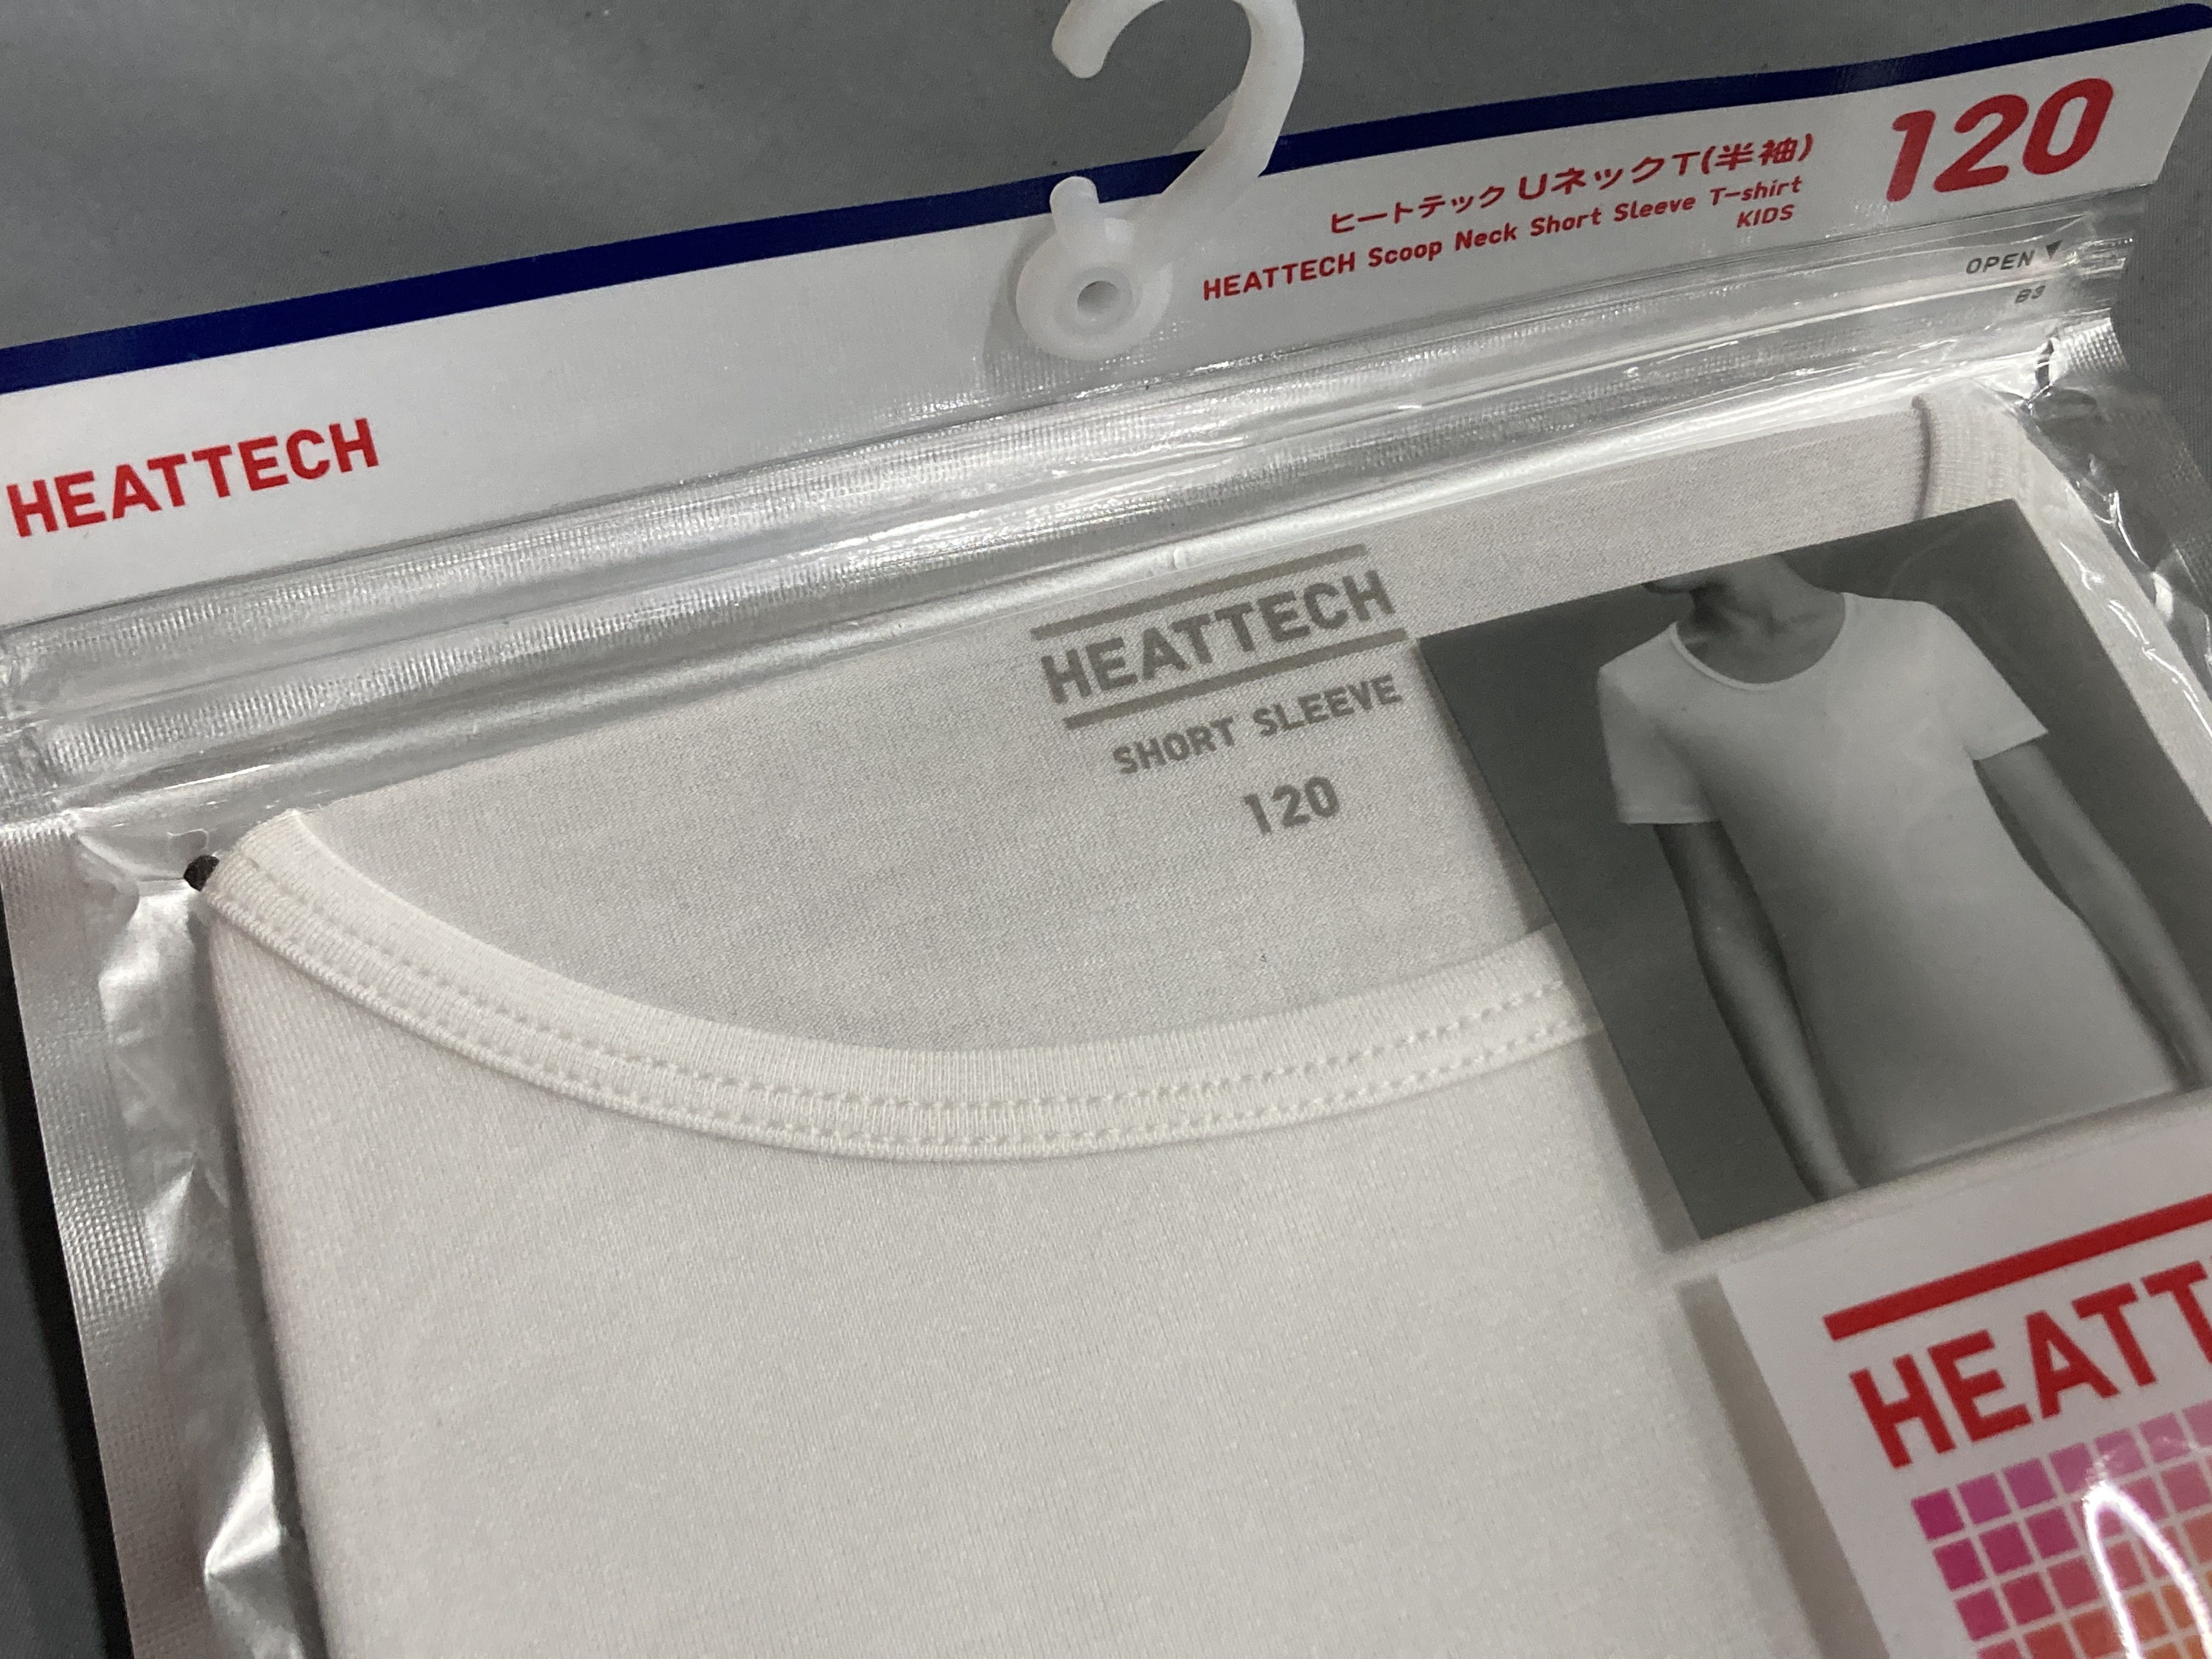 ヒートテック UネックT(半袖)
HEATTECH Scoop Neck Short Sleeve T-shirt
KIDS
120
OPEN ▼
B3
HEATTECH
HEATTECH
SHORT SLEEVE
120
HEATT